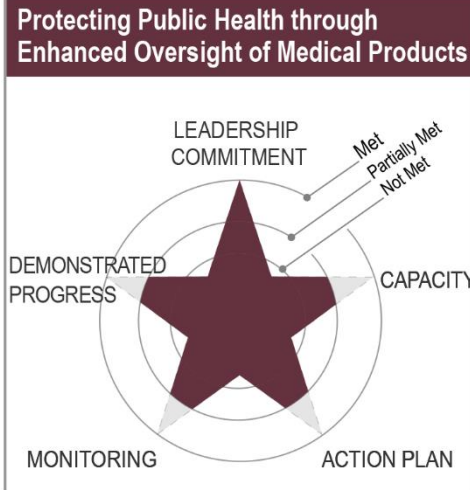 Protecting Public Health through
Enhanced Oversight of Medical Products
LEADERSHIP
COMMITMENT
Met
Partially Met
Not Met
DEMONSTRATED
PROGRESS
CAPACITY
MONITORING
ACTION PLAN